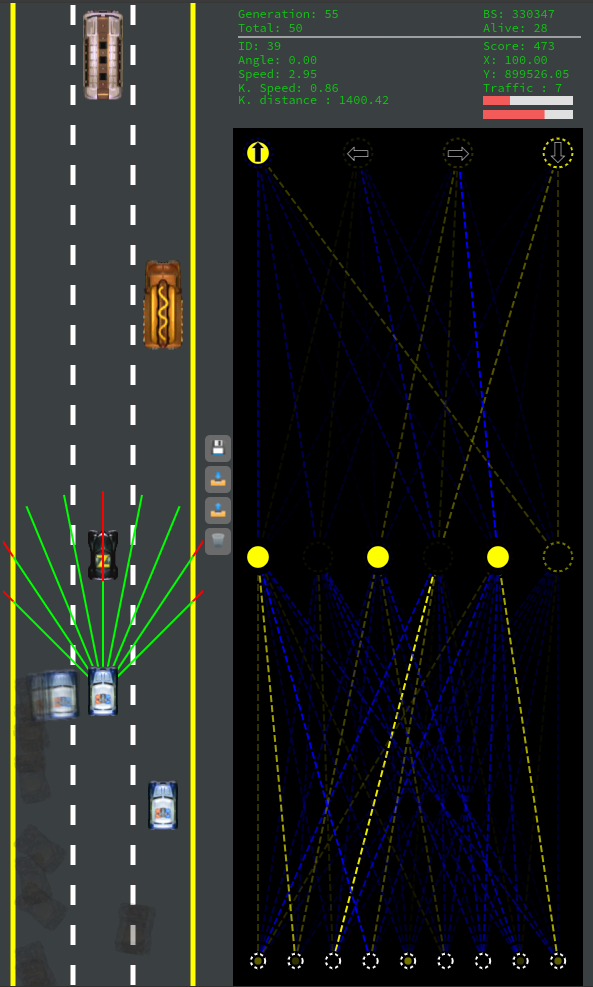 Generation: 55
BS: 330347
Total: 50
Alive: 28
ID: 39
Score: 473
Angle: 0.00
X: 100.00
Speed: 2.95
Y: 899526.05
K. Speed: 0.86
Traffic : 7
K. distance : 1400.42